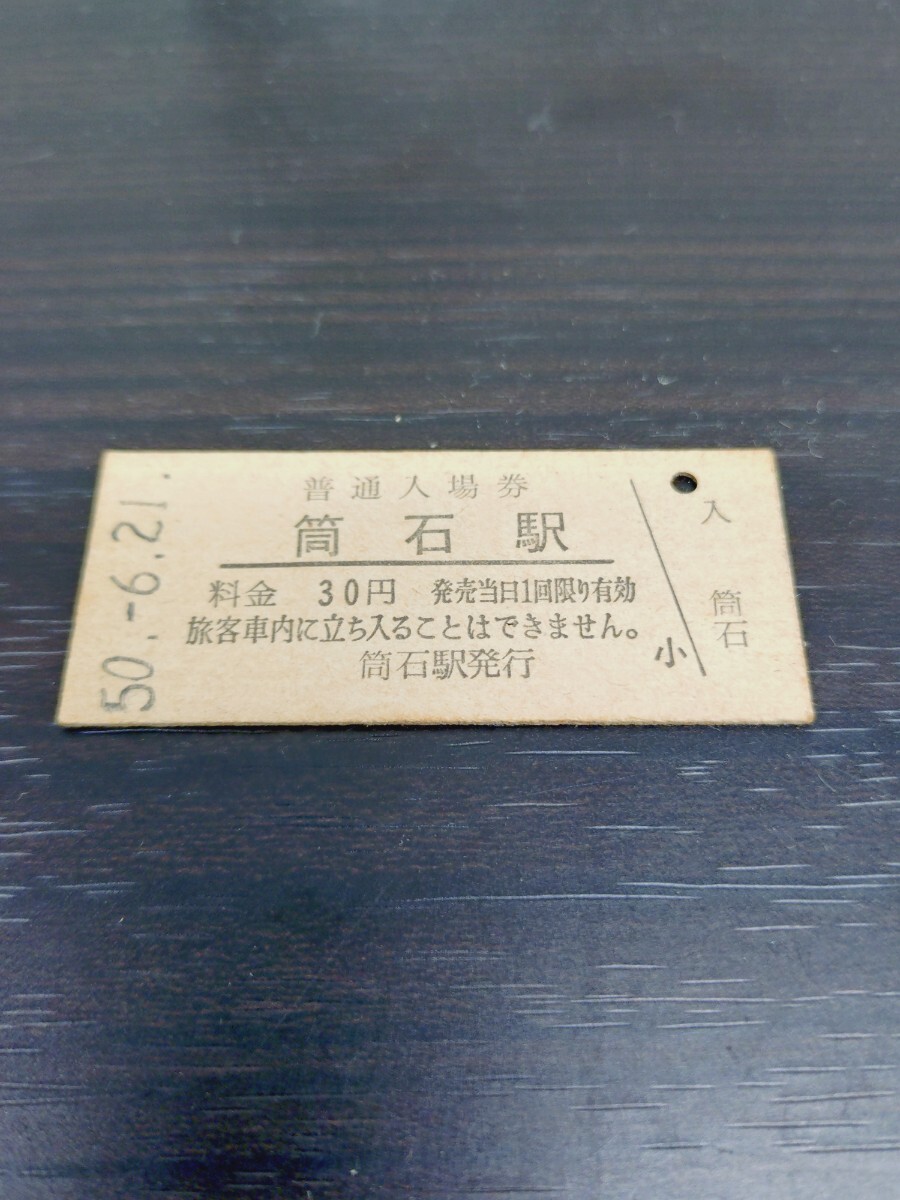 50.-6.21.
普通入場券
筒石駅
料金 30円 発売当日1回限り有効
旅客車内に立ち入ることはできません。
筒石駅発行
小
入
筒石